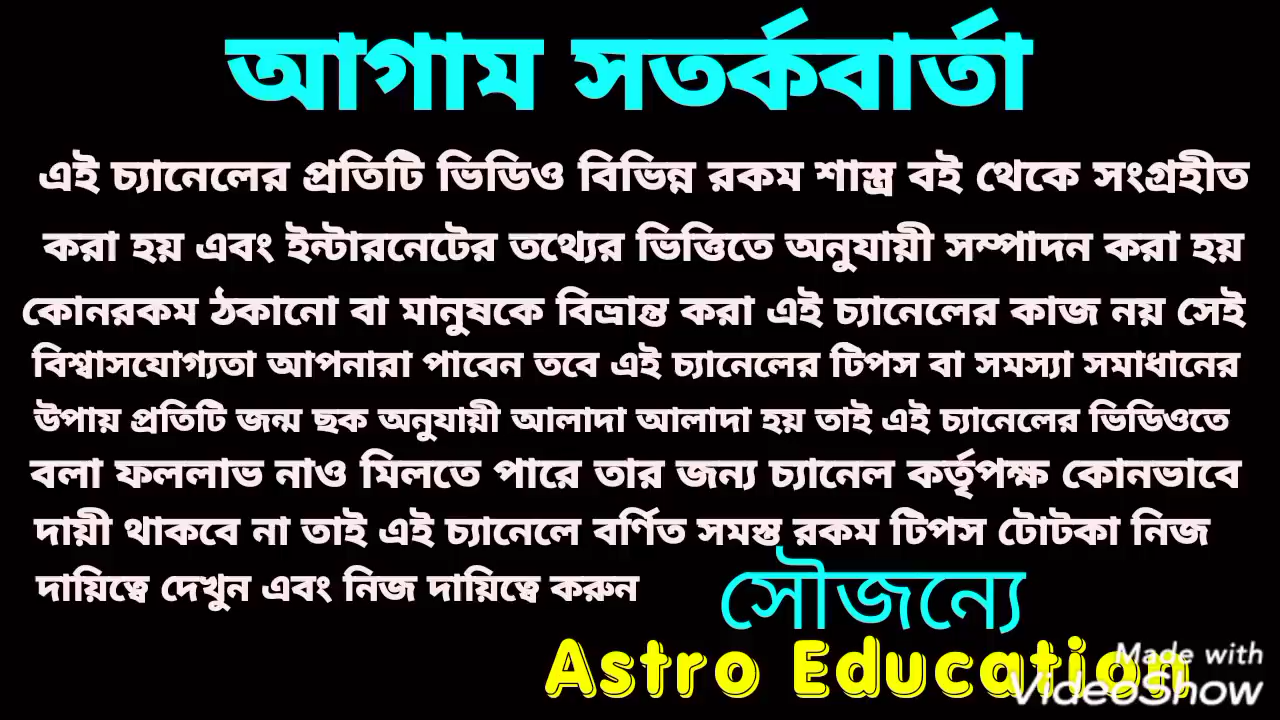 আগাম সতর্কবার্তা
এই চ্যানেলের প্রতিটি ভিডিও বিভিন্ন রকম শাস্ত্র বই থেকে সংগ্রহীত
করা হয় এবং ইন্টারনেটের তথ্যের ভিত্তিতে অনুযায়ী সম্পাদন করা হয়
কোনরকম ঠকানো বা মানুষকে বিভ্রান্ত করা এই চ্যানেলের কাজ নয় সেই
বিশ্বাসযোগ্যতা আপনারা পাবেন তবে এই চ্যানেলের টিপস বা সমস্যা সমাধানের
উপায় প্রতিটি জন্ম ছক অনুযায়ী আলাদা আলাদা হয় তাই এই চ্যানেলের ভিডিওতে
বলা ফললাভ নাও মিলতে পারে তার জন্য চ্যানেল কর্তৃপক্ষ কোনভাবে
দায়ী থাকবে না তাই এই চ্যানেলে বর্ণিত সমস্ত রকম টিপস টোটকা নিজ
দায়িত্বে দেখুন এবং নিজ দায়িত্বে করুন
সৌজন্যে
Astro Education
Made with
VideoShow